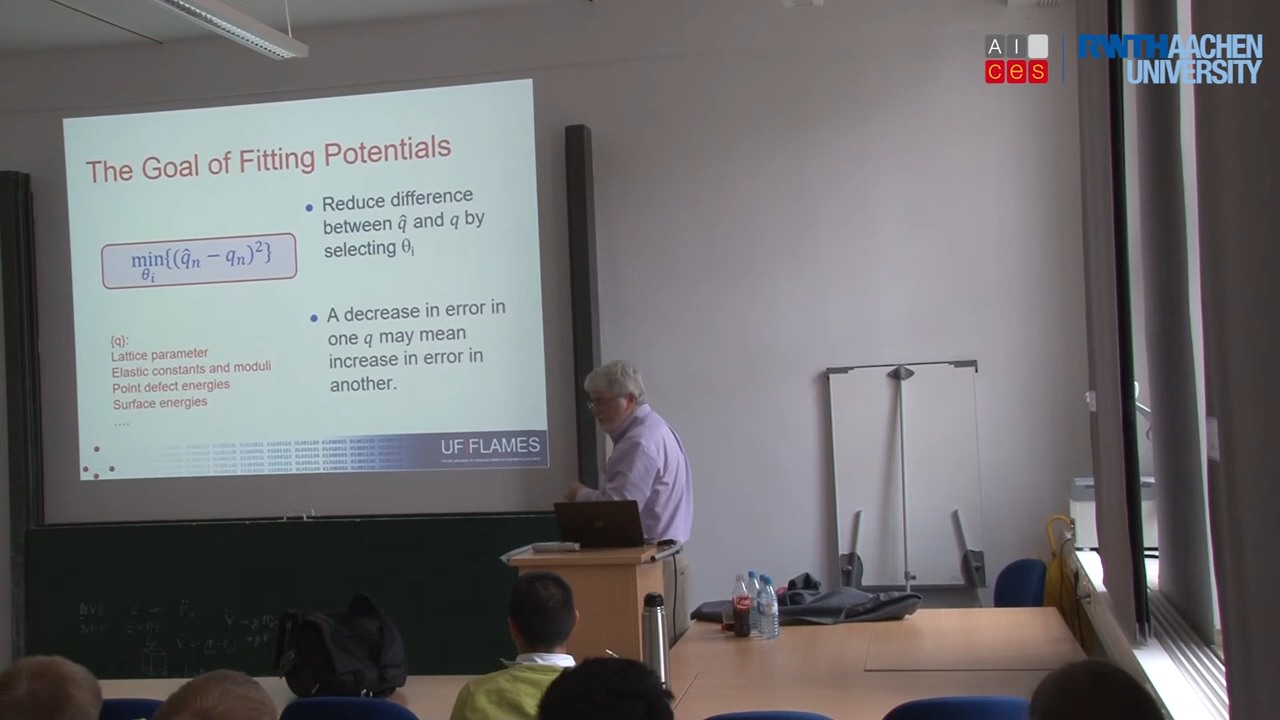 AI
ces
RWTHAACHEN
UNIVERSITY
The Goal of Fitting Potentials
min{(q̂ₙ − qₙ)²}
θᵢ
• Reduce difference
between q̂ and q by
selecting θᵢ
• A decrease in error in
one q may mean
increase in error in
another.
{q}:
Lattice parameter
Elastic constants and moduli
Point defect energies
Surface energies
....
UF FLAMES